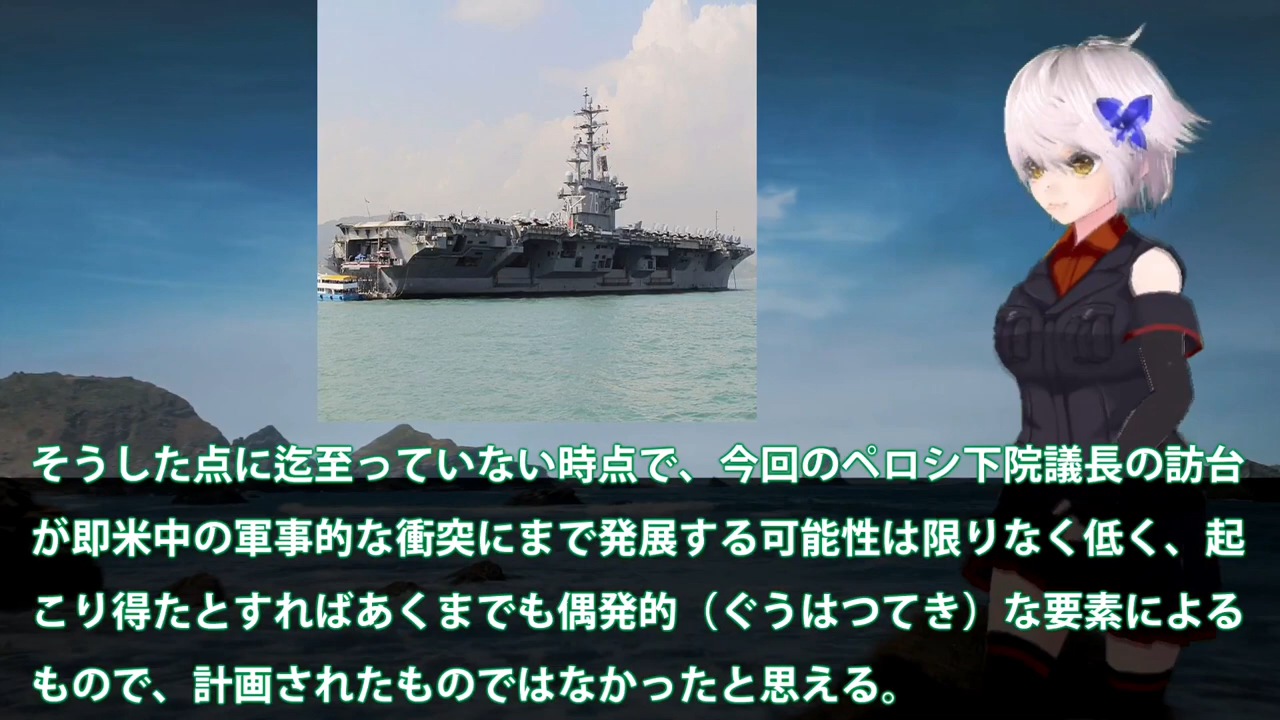 そうした点に迄至っていない時点で、今回のペロシ下院議長の訪台
が即米中の軍事的な衝突にまで発展する可能性は限りなく低く、起
こり得たとすればあくまでも偶発的（ぐうはつてき）な要素による
もので、計画されたものではなかったと思える。